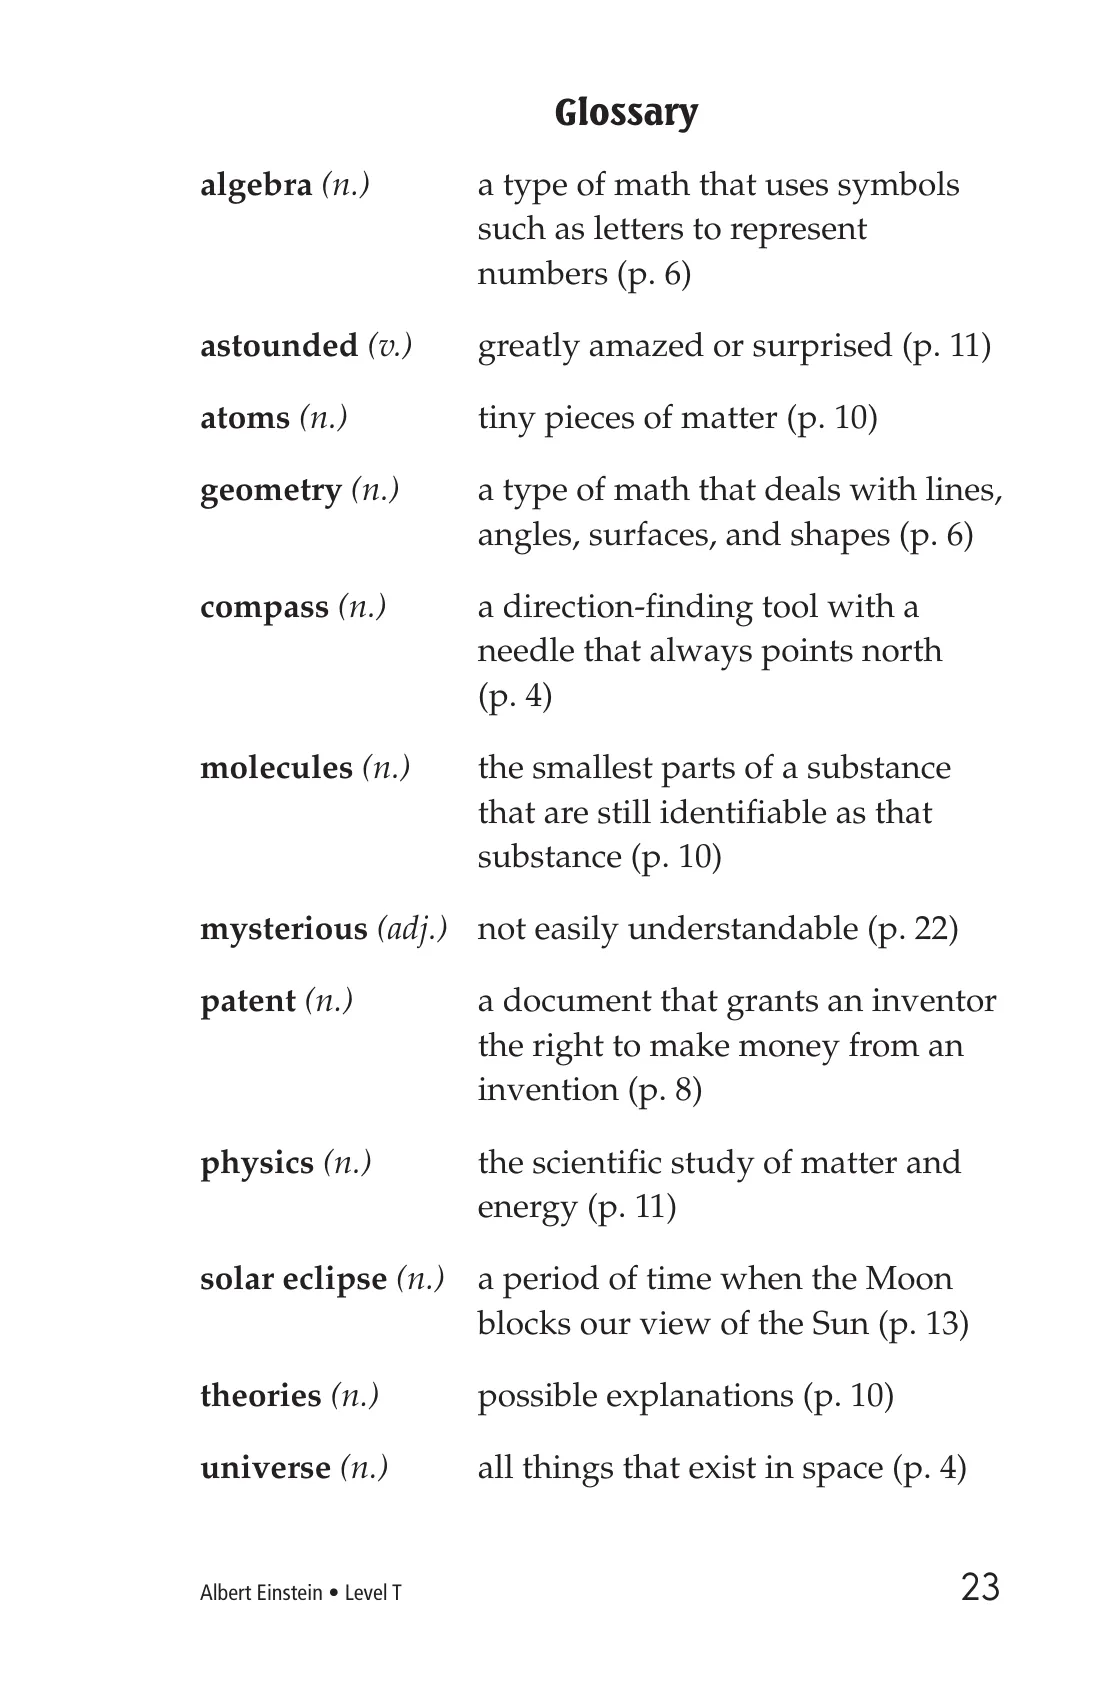 Glossary
algebra (n.) a type of math that uses symbols
such as letters to represent
numbers (p. 6)
astounded (v.) greatly amazed or surprised (p. 11)
atoms (n.) tiny pieces of matter (p. 10)
geometry (n.) a type of math that deals with lines,
angles, surfaces, and shapes (p. 6)
compass (n.) a direction-finding tool with a
needle that always points north
(p. 4)
molecules (n.) the smallest parts of a substance
that are still identifiable as that
substance (p. 10)
mysterious (adj.) not easily understandable (p. 22)
patent (n.) a document that grants an inventor
the right to make money from an
invention (p. 8)
physics (n.) the scientific study of matter and
energy (p. 11)
solar eclipse (n.) a period of time when the Moon
blocks our view of the Sun (p. 13)
theories (n.) possible explanations (p. 10)
universe (n.) all things that exist in space (p. 4)
Albert Einstein • Level T 23